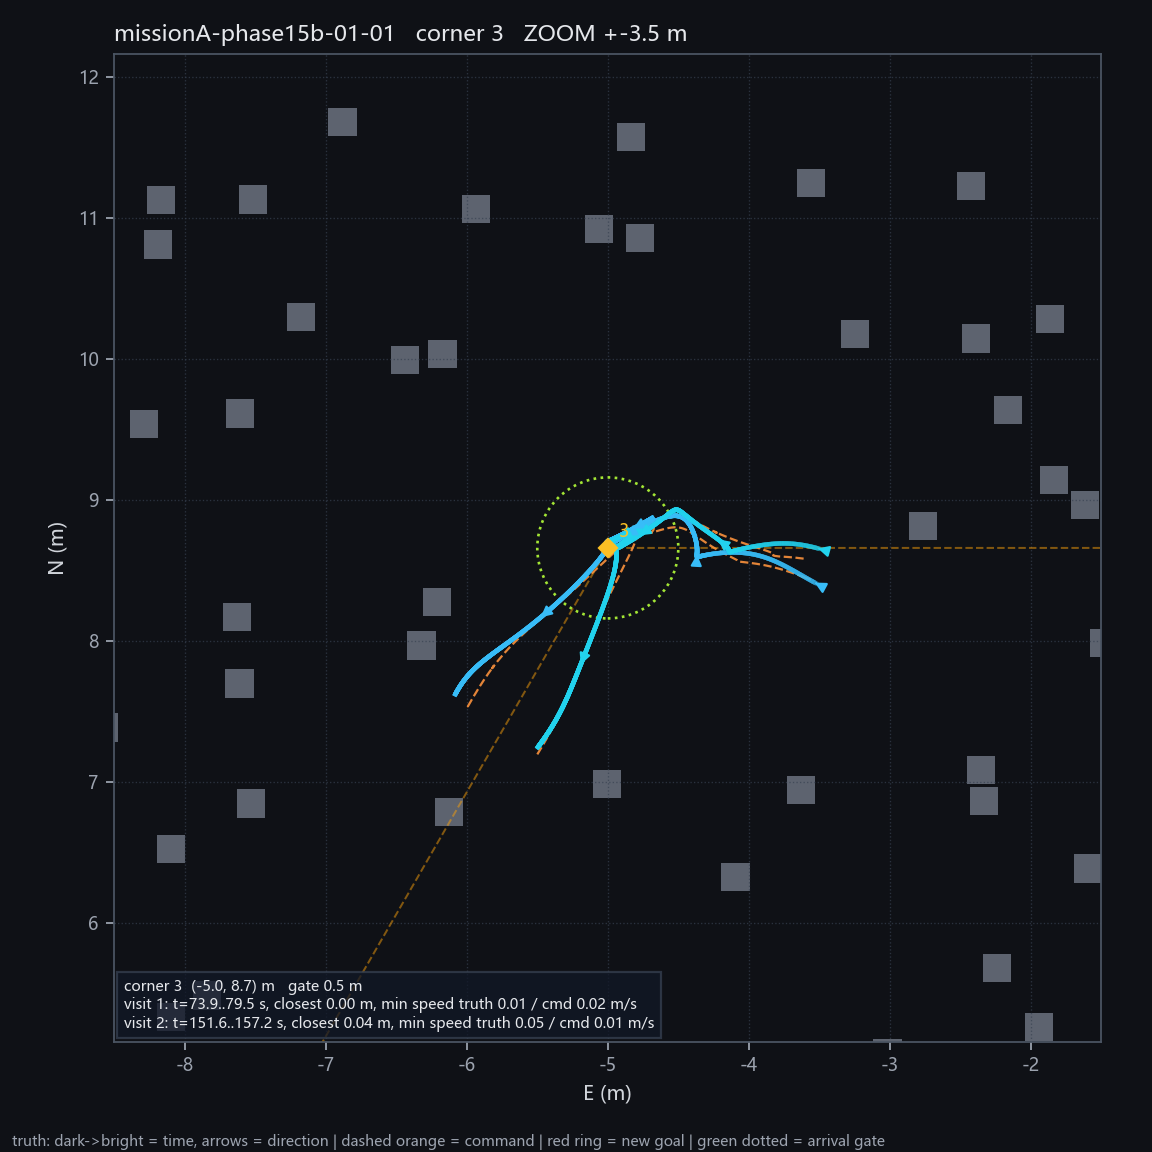 missionA-phase15b-01-01   corner 3   ZOOM +-3.5 m
12
11
10
9
8
7
6
N (m)
3
corner 3  (-5.0, 8.7) m   gate 0.5 m
visit 1: t=73.9..79.5 s, closest 0.00 m, min speed truth 0.01 / cmd 0.02 m/s
visit 2: t=151.6..157.2 s, closest 0.04 m, min speed truth 0.05 / cmd 0.01 m/s
-8 -7 -6 -5 -4 -3 -2
E (m)
truth: dark->bright = time, arrows = direction | dashed orange = command | red ring = new goal | green dotted = arrival gate